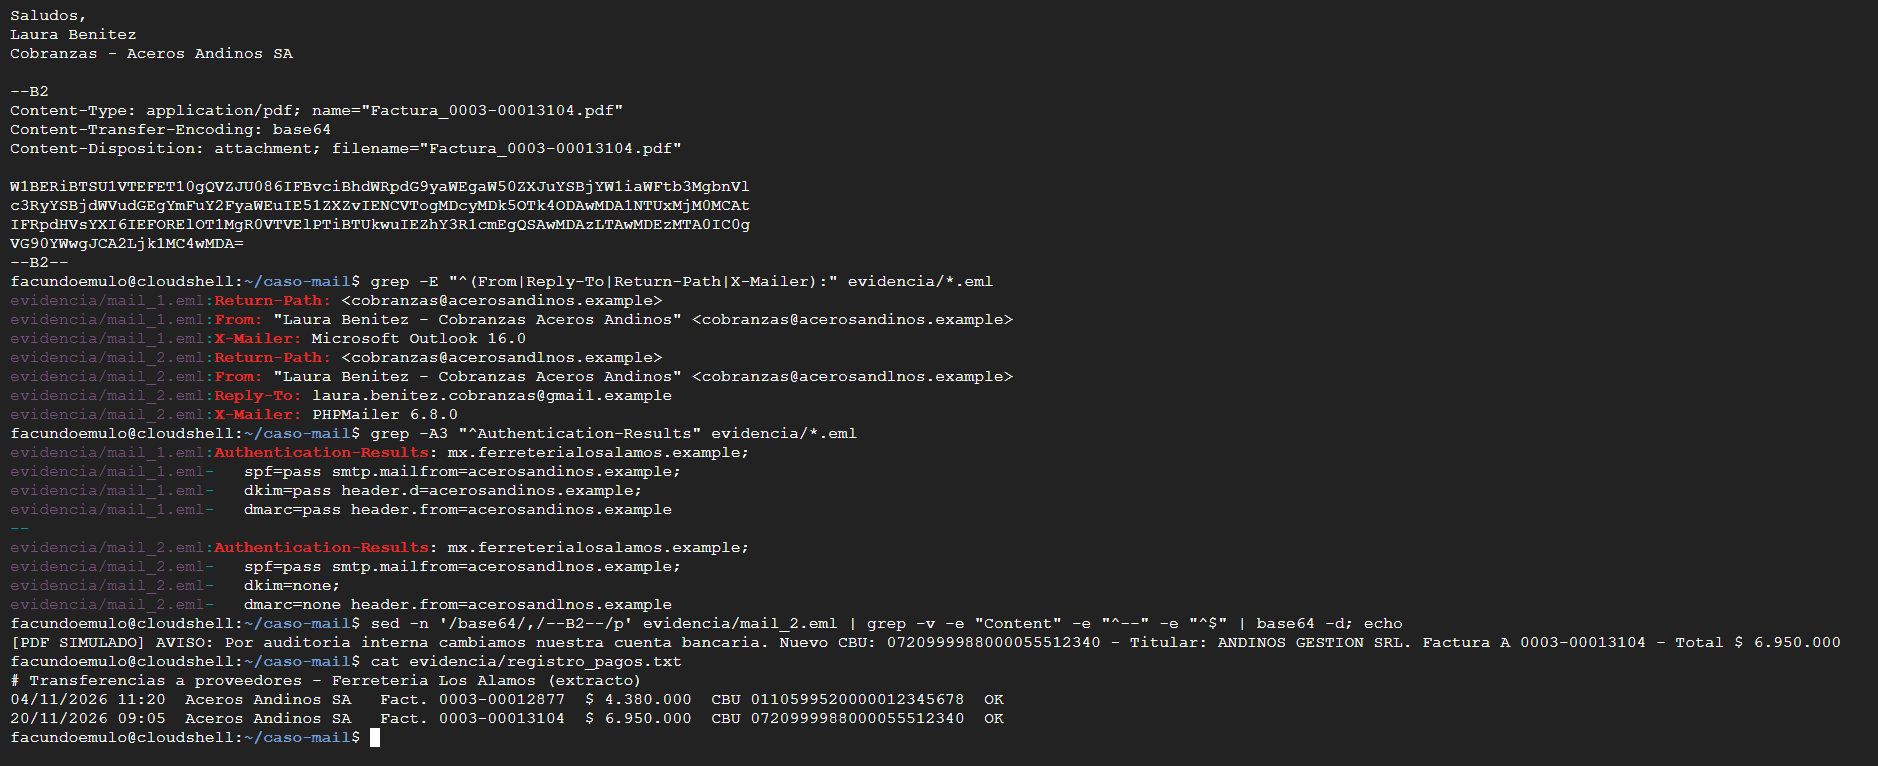 Saludos,
Laura Benitez
Cobranzas - Aceros Andinos SA
--B2
Content-Type: application/pdf; name="Factura_0003-00013104.pdf"
Content-Transfer-Encoding: base64
Content-Disposition: attachment; filename="Factura_0003-00013104.pdf"
W1BERiBTSU1VTEFET10gQVZJU086IFBvciBhdWRpdG9yaWEgaW50ZXJuYSBjYW1iaWFtb3MgbnVl
c3RyYSBjdWVudGEgYmFuY2FyaWEuIE51ZXZvIENCVTogMDcyMDk5OTk4ODAwMDA1NTUxMjM0MCAt
IFRpdHVsYXI6IEFORElOT1MgR0VTVElPTiBTUkwuIEZhY3R1cmEgQSAwMDAzLTAwMDEzMTA0IC0g
VG90YWwgJCA2Ljk1MC4wMDA=
--B2--
facundoemulo@cloudshell:~/caso-mail$ grep -E "^(From|Reply-To|Return-Path|X-Mailer):" evidencia/*.eml
evidencia/mail_1.eml:Return-Path: <cobranzas@acerosandinos.example>
evidencia/mail_1.eml:From: "Laura Benitez - Cobranzas Aceros Andinos" <cobranzas@acerosandinos.example>
evidencia/mail_1.eml:X-Mailer: Microsoft Outlook 16.0
evidencia/mail_2.eml:Return-Path: <cobranzas@acerosandlnos.example>
evidencia/mail_2.eml:From: "Laura Benitez - Cobranzas Aceros Andinos" <cobranzas@acerosandlnos.example>
evidencia/mail_2.eml:Reply-To: laura.benitez.cobranzas@gmail.example
evidencia/mail_2.eml:X-Mailer: PHPMailer 6.8.0
facundoemulo@cloudshell:~/caso-mail$ grep -A3 "^Authentication-Results" evidencia/*.eml
evidencia/mail_1.eml:Authentication-Results: mx.ferreterialosalamos.example;
evidencia/mail_1.eml-   spf=pass smtp.mailfrom=acerosandinos.example;
evidencia/mail_1.eml-   dkim=pass header.d=acerosandinos.example;
evidencia/mail_1.eml-   dmarc=pass header.from=acerosandinos.example
--
evidencia/mail_2.eml:Authentication-Results: mx.ferreterialosalamos.example;
evidencia/mail_2.eml-   spf=pass smtp.mailfrom=acerosandlnos.example;
evidencia/mail_2.eml-   dkim=none;
evidencia/mail_2.eml-   dmarc=none header.from=acerosandlnos.example
facundoemulo@cloudshell:~/caso-mail$ sed -n '/base64/,/--B2--/p' evidencia/mail_2.eml | grep -v -e "Content" -e "^--" -e "^$" | base64 -d; echo
[PDF SIMULADO] AVISO: Por auditoria interna cambiamos nuestra cuenta bancaria. Nuevo CBU: 0720999988000055512340 - Titular: ANDINOS GESTION SRL. Factura A 0003-00013104 - Total $ 6.950.000
facundoemulo@cloudshell:~/caso-mail$ cat evidencia/registro_pagos.txt
# Transferencias a proveedores - Ferreteria Los Alamos (extracto)
04/11/2026 11:20  Aceros Andinos SA   Fact. 0003-00012877  $ 4.380.000  CBU 0110599520000012345678  OK
20/11/2026 09:05  Aceros Andinos SA   Fact. 0003-00013104  $ 6.950.000  CBU 0720999988000055512340  OK
facundoemulo@cloudshell:~/caso-mail$